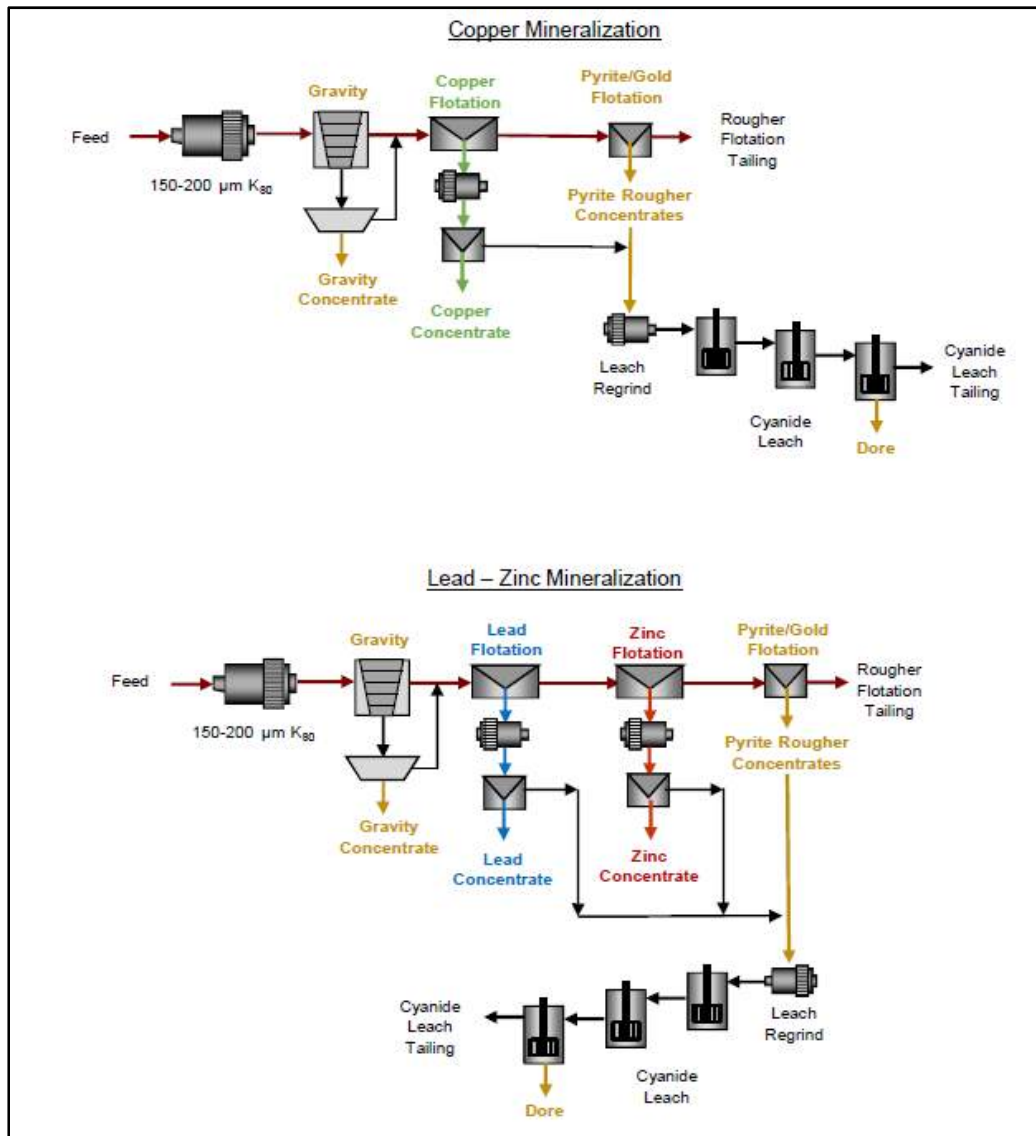 Copper Mineralization
Gravity
Copper
Flotation
Pyrite/Gold
Flotation
Feed
150-200 µm K80
Rougher
Flotation
Tailing
Pyrite Rougher
Concentrates
Gravity
Concentrate
Copper
Concentrate
Leach
Regrind
Cyanide
Leach
Cyanide
Leach
Tailing
Dore
Lead – Zinc Mineralization
Gravity
Lead
Flotation
Zinc
Flotation
Pyrite/Gold
Flotation
Feed
150-200 µm K80
Rougher
Flotation
Tailing
Pyrite Rougher
Concentrates
Gravity
Concentrate
Lead
Concentrate
Zinc
Concentrate
Cyanide
Leach
Tailing
Leach
Regrind
Cyanide
Leach
Dore